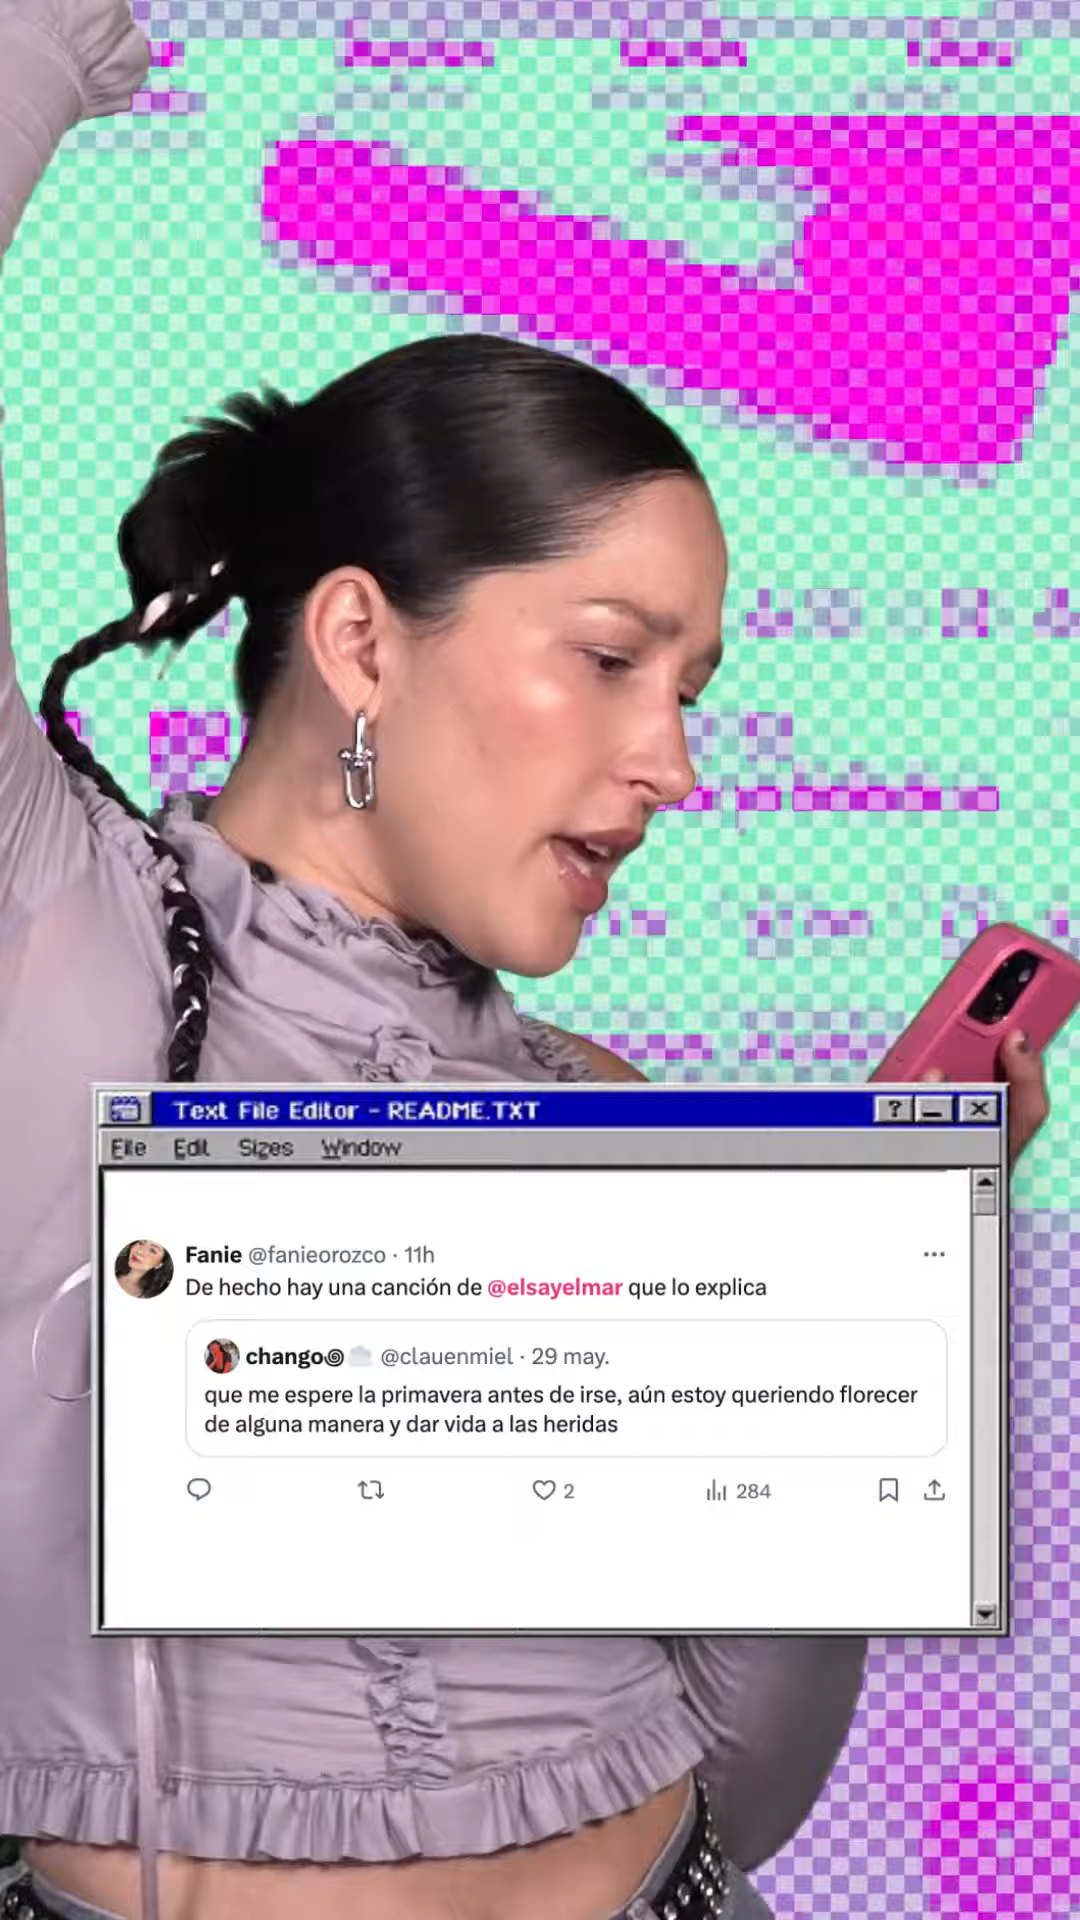 Text File Editor - README.TXT
?
File Edit Sizes Window
Fanie @fanieorozco · 11h
De hecho hay una canción de @elsayelmar que lo explica
chango @clauenmiel · 29 may.
que me espere la primavera antes de irse, aún estoy queriendo florecer
de alguna manera y dar vida a las heridas
2 284